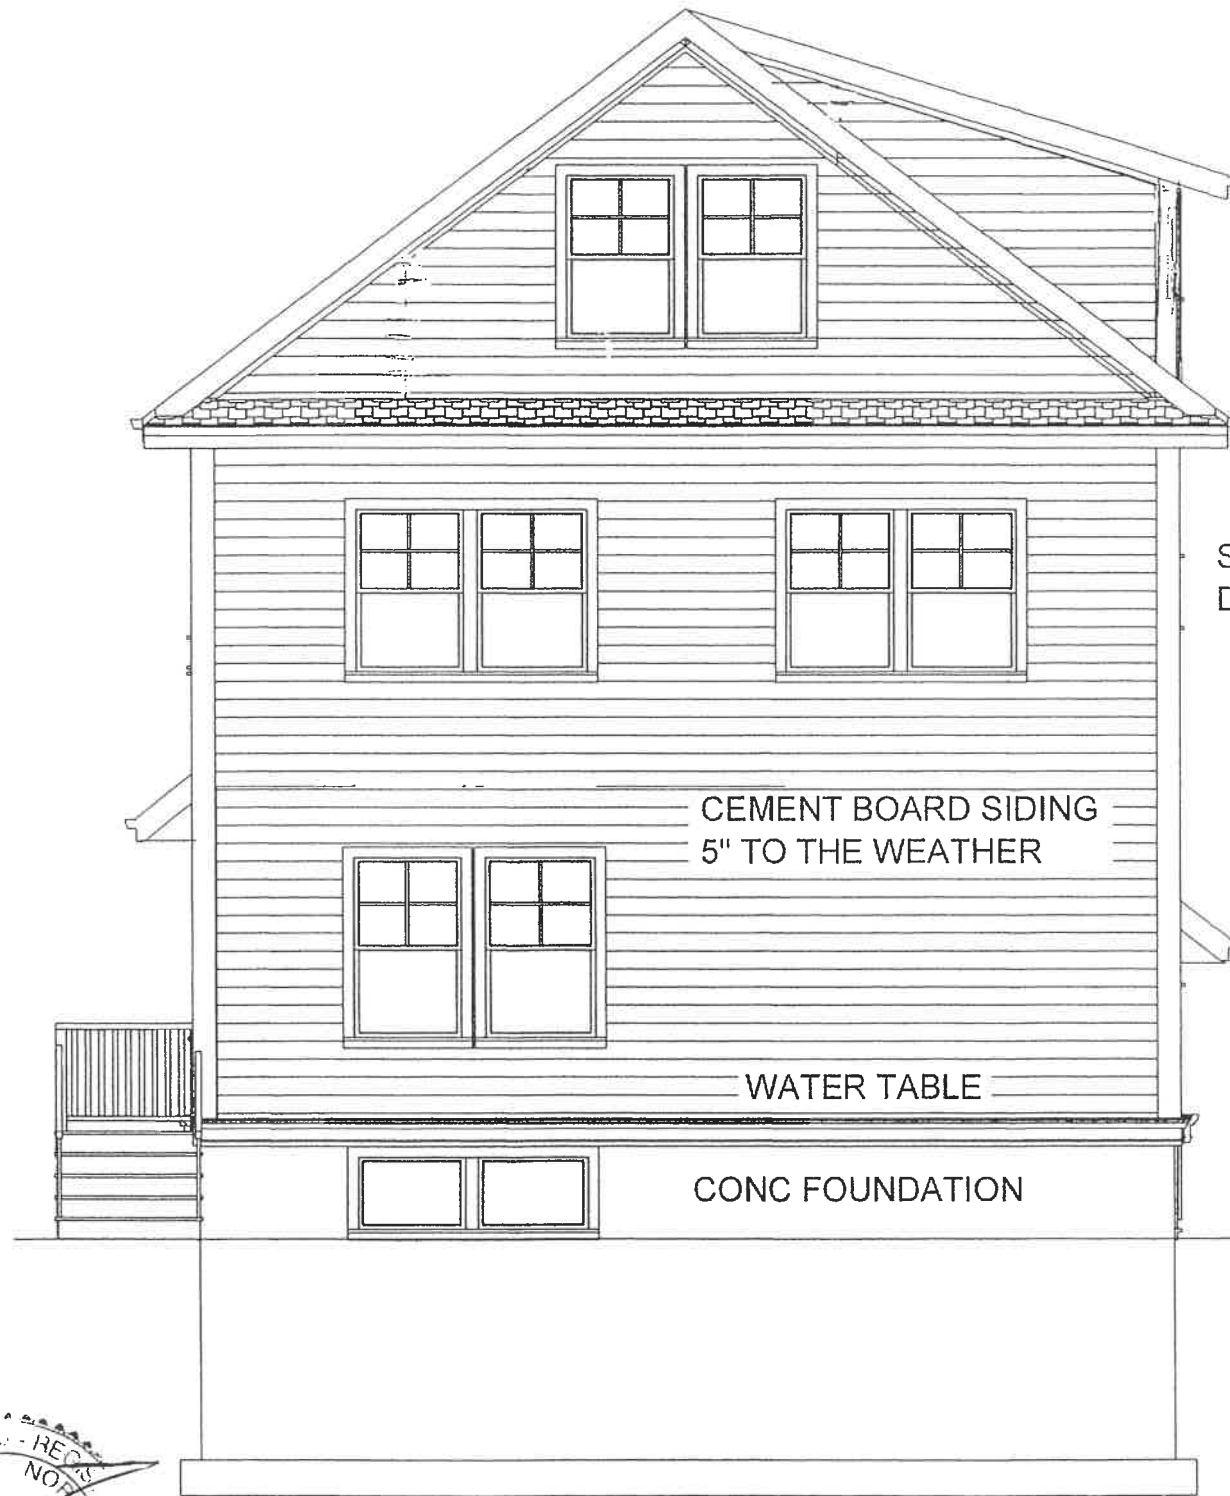 CEMENT BOARD SIDING
5" TO THE WEATHER
WATER TABLE
CONC FOUNDATION